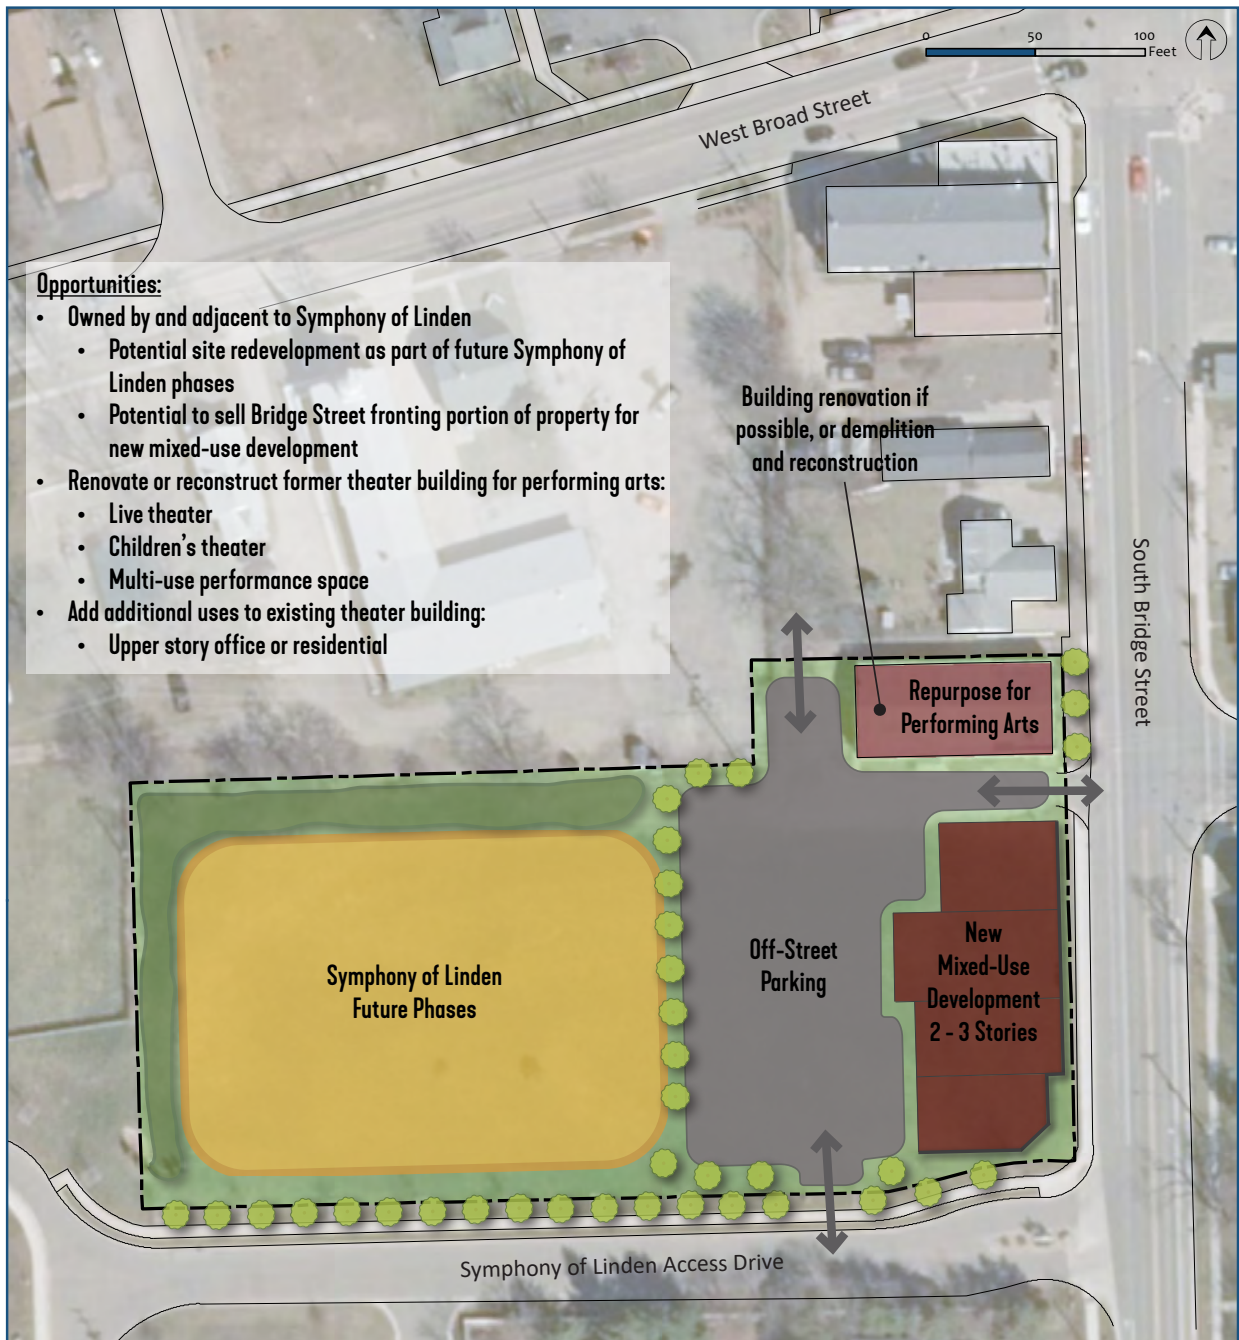 0 50 100
Feet
West Broad Street
Opportunities:
• Owned by and adjacent to Symphony of Linden
• Potential site redevelopment as part of future Symphony of
Linden phases
• Potential to sell Bridge Street fronting portion of property for
new mixed-use development
• Renovate or reconstruct former theater building for performing arts:
• Live theater
• Children’s theater
• Multi-use performance space
• Add additional uses to existing theater building:
• Upper story office or residential
Building renovation if
possible, or demolition
and reconstruction
South Bridge Street
Repurpose for
Performing Arts
Symphony of Linden
Future Phases
Off-Street
Parking
New
Mixed-Use
Development
2 - 3 Stories
Symphony of Linden Access Drive